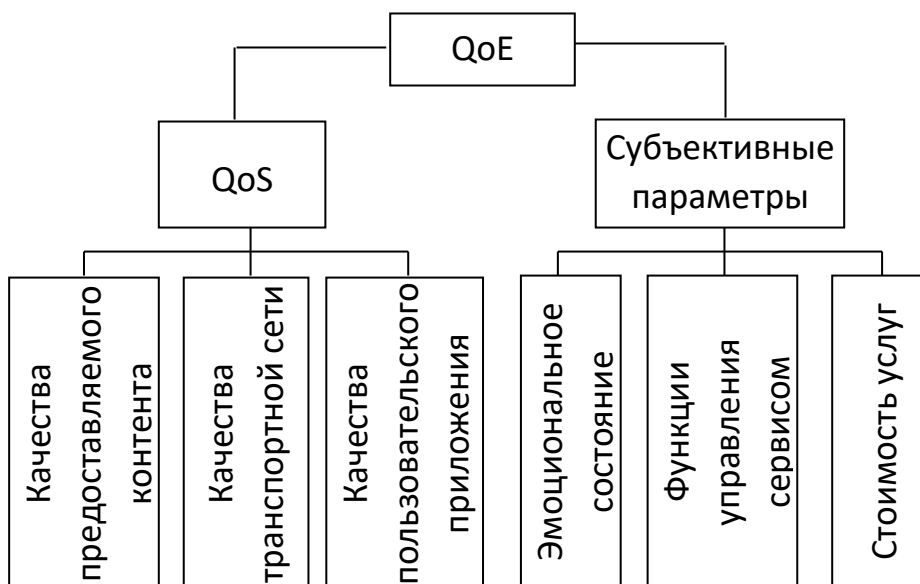 QoE
QoS
Субъективные
параметры
Качества
предоставляемого
контента
Качества
транспортной сети
Качества
пользовательского
приложения
Эмоциональное
состояние
Функции
управления
сервисом
Стоимость услуг